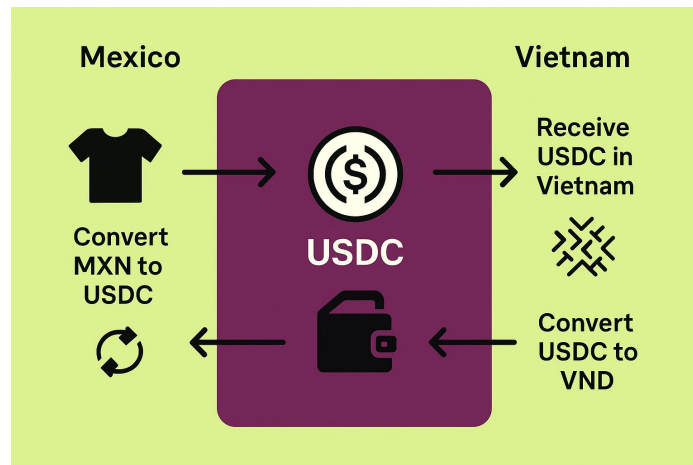 Mexico
Vietnam
Convert
MXN to
USDC
$
USDC
Receive
USDC in
Vietnam
Convert
USDC to
VND